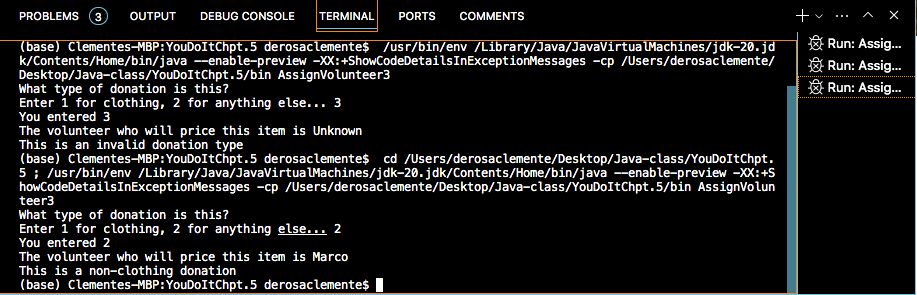 PROBLEMS 3 OUTPUT DEBUG CONSOLE TERMINAL PORTS COMMENTS
(base) Clementes-MBP:YouDoItChpt.5 derosaclemente$  /usr/bin/env /Library/Java/JavaVirtualMachines/jdk-20.jd
k/Contents/Home/bin/java --enable-preview -XX:+ShowCodeDetailsInExceptionMessages -cp /Users/derosaclemente/
Desktop/Java-class/YouDoItChpt.5/bin AssignVolunteer3
What type of donation is this?
Enter 1 for clothing, 2 for anything else... 3
You entered 3
The volunteer who will price this item is Unknown
This is an invalid donation type
(base) Clementes-MBP:YouDoItChpt.5 derosaclemente$  cd /Users/derosaclemente/Desktop/Java-class/YouDoItChpt.
5 ; /usr/bin/env /Library/Java/JavaVirtualMachines/jdk-20.jdk/Contents/Home/bin/java --enable-preview -XX:+S
howCodeDetailsInExceptionMessages -cp /Users/derosaclemente/Desktop/Java-class/YouDoItChpt.5/bin AssignVolun
teer3
What type of donation is this?
Enter 1 for clothing, 2 for anything else... 2
You entered 2
The volunteer who will price this item is Marco
This is a non-clothing donation
(base) Clementes-MBP:YouDoItChpt.5 derosaclemente$
Run: Assig...
Run: Assig...
Run: Assig...